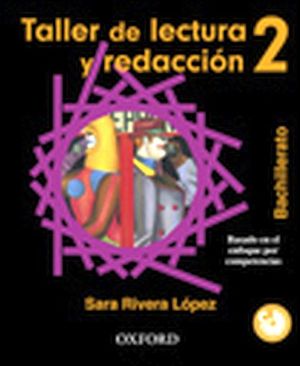 Taller de lectura
y redacción 2
Bachillerato
Basado en el
enfoque por
competencias
Sara Rivera López
OXFORD